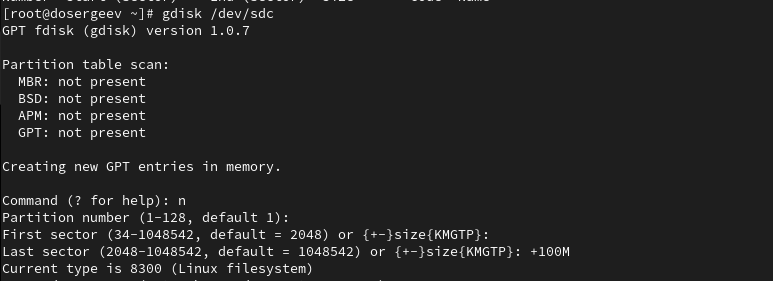 [root@dosergeev ~]# gdisk /dev/sdc
GPT fdisk (gdisk) version 1.0.7
Partition table scan:
MBR: not present
BSD: not present
APM: not present
GPT: not present
Creating new GPT entries in memory.
Command (? for help): n
Partition number (1-128, default 1):
First sector (34-1048542, default = 2048) or {+-}size{KMGTP}:
Last sector (2048-1048542, default = 1048542) or {+-}size{KMGTP}: +100M
Current type is 8300 (Linux filesystem)